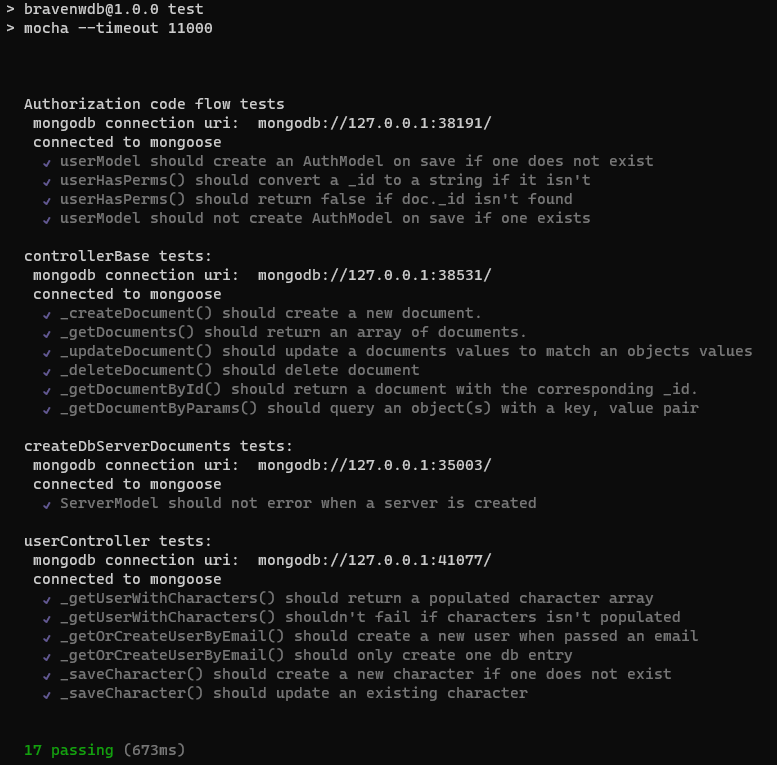 > bravenwdb@1.0.0 test
> mocha --timeout 11000
Authorization code flow tests
mongodb connection uri:  mongodb://127.0.0.1:38191/
connected to mongoose
✓ userModel should create an AuthModel on save if one does not exist
✓ userHasPerms() should convert a _id to a string if it isn't
✓ userHasPerms() should return false if doc._id isn't found
✓ userModel should not create AuthModel on save if one exists
controllerBase tests:
mongodb connection uri:  mongodb://127.0.0.1:38531/
connected to mongoose
✓ _createDocument() should create a new document.
✓ _getDocuments() should return an array of documents.
✓ _updateDocument() should update a documents values to match an objects values
✓ _deleteDocument() should delete document
✓ _getDocumentById() should return a document with the corresponding _id.
✓ _getDocumentByParams() should query an object(s) with a key, value pair
createDbServerDocuments tests:
mongodb connection uri:  mongodb://127.0.0.1:35003/
connected to mongoose
✓ ServerModel should not error when a server is created
userController tests:
mongodb connection uri:  mongodb://127.0.0.1:41077/
connected to mongoose
✓ _getUserWithCharacters() should return a populated character array
✓ _getUserWithCharacters() shouldn't fail if characters isn't populated
✓ _getOrCreateUserByEmail() should create a new user when passed an email
✓ _getOrCreateUserByEmail() should only create one db entry
✓ _saveCharacter() should create a new character if one does not exist
✓ _saveCharacter() should update an existing character
17 passing (673ms)